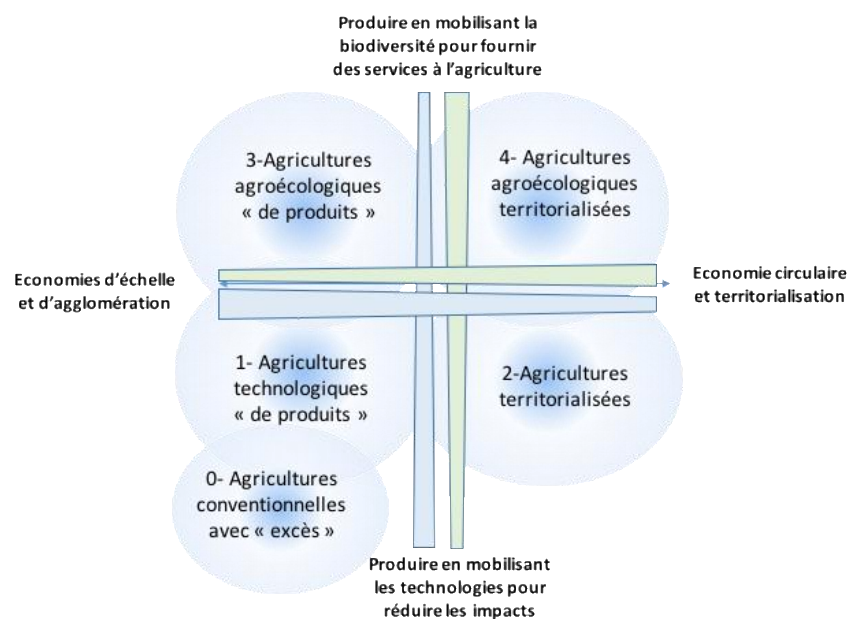 Produire en mobilisant la
biodiversité pour fournir
des services à l'agriculture
3-Agricultures
agroécologiques
« de produits »
4- Agricultures
agroécologiques
territorialisées
Economies d'échelle
et d'agglomération
Economie circulaire
et territorialisation
1- Agricultures
technologiques
« de produits »
2-Agricultures
territorialisées
0- Agricultures
conventionnelles
avec « excès »
Produire en mobilisant
les technologies pour
réduire les impacts